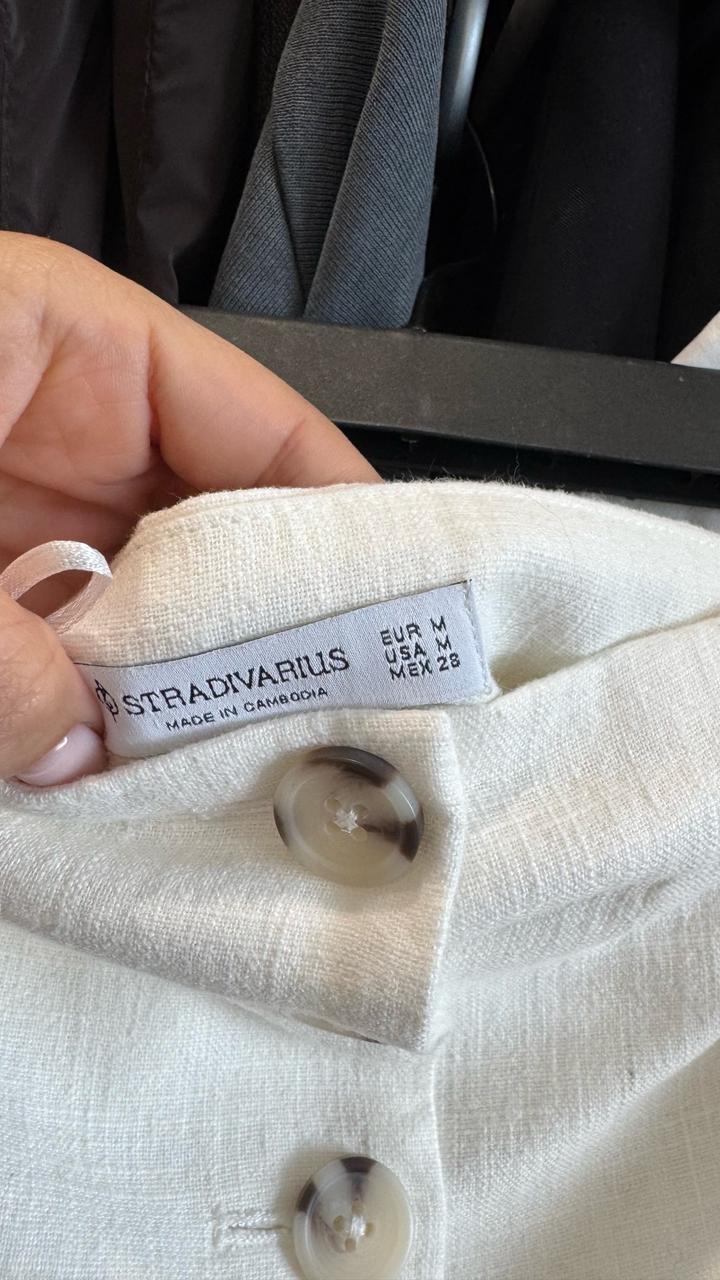 STRADIVARIUS
MADE IN CAMBODIA
EUR M
USA M
MEX 28